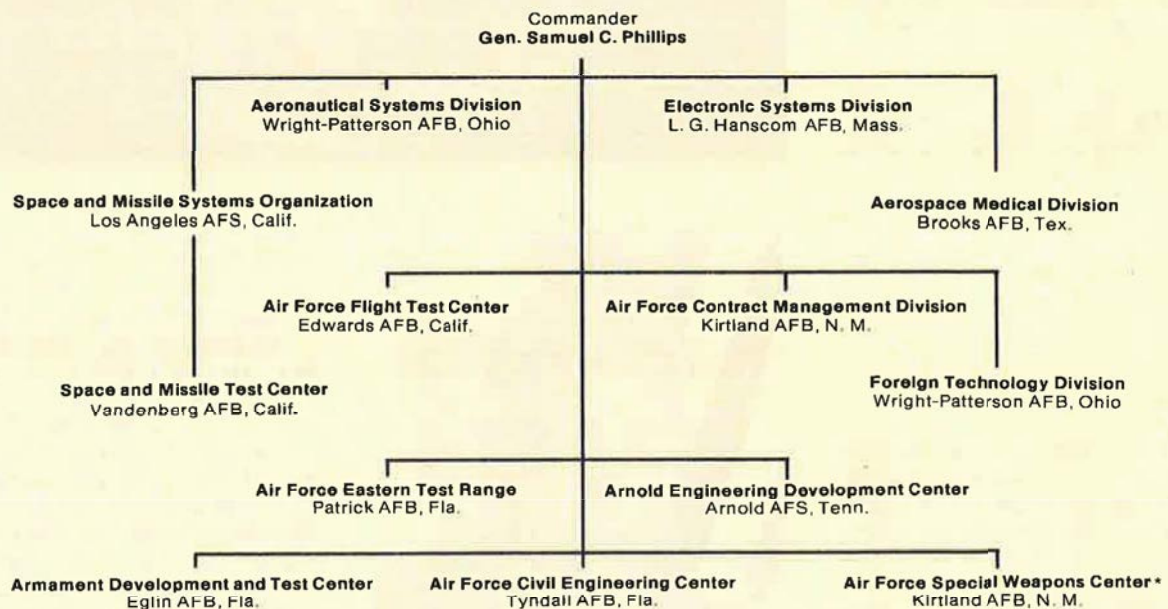 Commander
Gen. Samuel C. Phillips
Aeronautical Systems Division
Wright-Patterson AFB, Ohio
Electronic Systems Division
L. G. Hanscom AFB, Mass.
Space and Missile Systems Organization
Los Angeles AFS, Calif.
Aerospace Medical Division
Brooks AFB, Tex.
Air Force Flight Test Center
Edwards AFB, Calif.
Air Force Contract Management Division
Kirtland AFB, N. M.
Space and Missile Test Center
Vandenberg AFB, Calif.
Foreign Technology Division
Wright-Patterson AFB, Ohio
Air Force Eastern Test Range
Patrick AFB, Fla.
Arnold Engineering Development Center
Arnold AFS, Tenn.
Armament Development and Test Center
Eglin AFB, Fla.
Air Force Civil Engineering Center
Tyndall AFB, Fla.
Air Force Special Weapons Center*
Kirtland AFB, N. M.